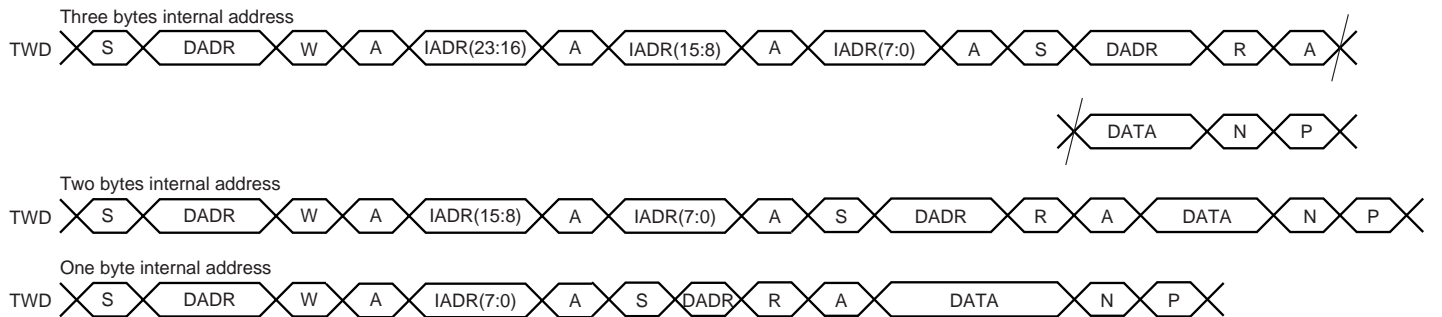 Three bytes internal address
TWD S DADR W A IADR(23:16) A IADR(15:8) A IADR(7:0) A S DADR R A
DATA N P
Two bytes internal address
TWD S DADR W A IADR(15:8) A IADR(7:0) A S DADR R A DATA N P
One byte internal address
TWD S DADR W A IADR(7:0) A S DADR R A DATA N P